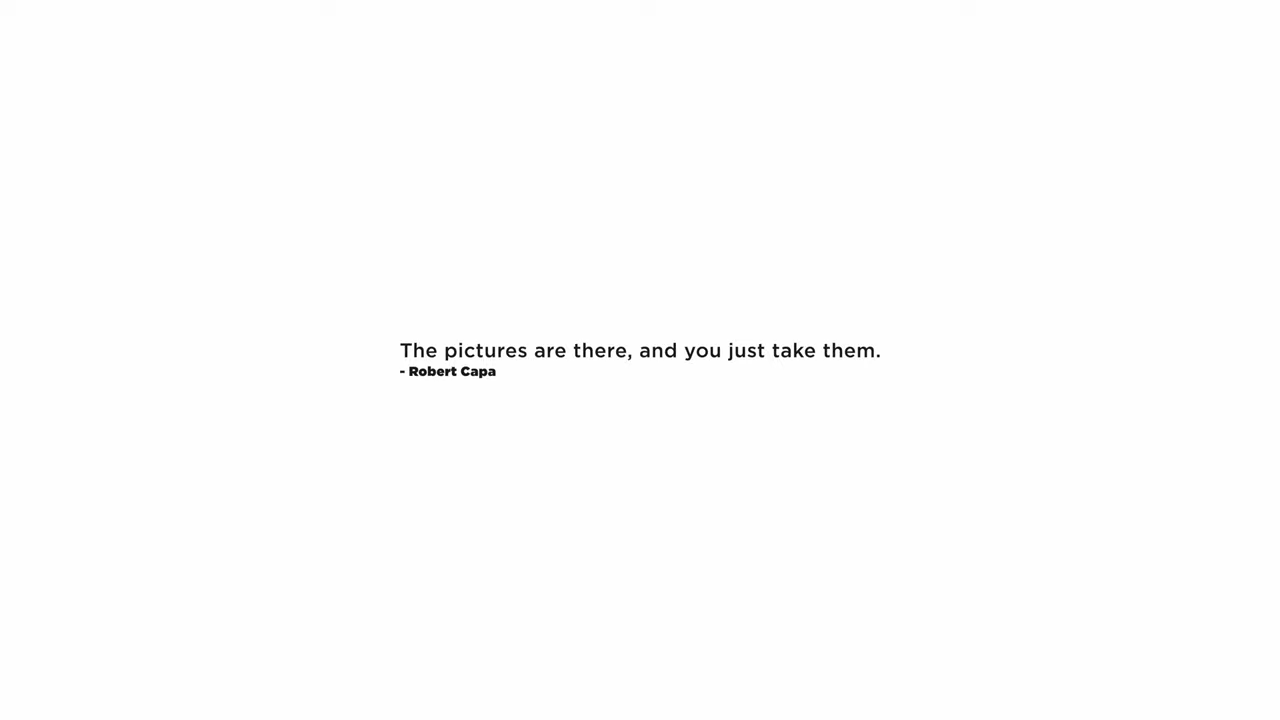 The pictures are there, and you just take them.
- Robert Capa